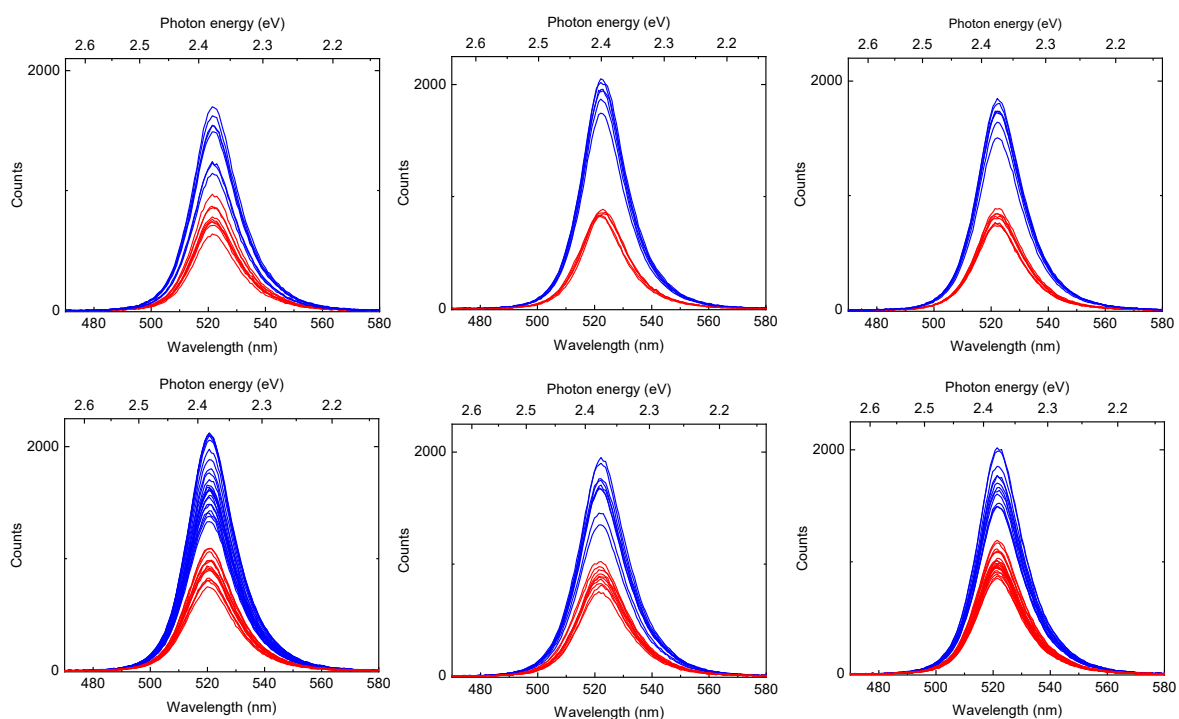 Photon energy (eV)
2.6 2.5 2.4 2.3 2.2
2000
Counts
0
480 500 520 540 560 580
Wavelength (nm)
Photon energy (eV)
2.6 2.5 2.4 2.3 2.2
2000
Counts
0
480 500 520 540 560 580
Wavelength (nm)
Photon energy (eV)
2.6 2.5 2.4 2.3 2.2
2000
Counts
0
480 500 520 540 560 580
Wavelength (nm)
Photon energy (eV)
2.6 2.5 2.4 2.3 2.2
2000
Counts
0
480 500 520 540 560 580
Wavelength (nm)
Photon energy (eV)
2.6 2.5 2.4 2.3 2.2
2000
Counts
0
480 500 520 540 560 580
Wavelength (nm)
Photon energy (eV)
2.6 2.5 2.4 2.3 2.2
2000
Counts
0
480 500 520 540 560 580
Wavelength (nm)